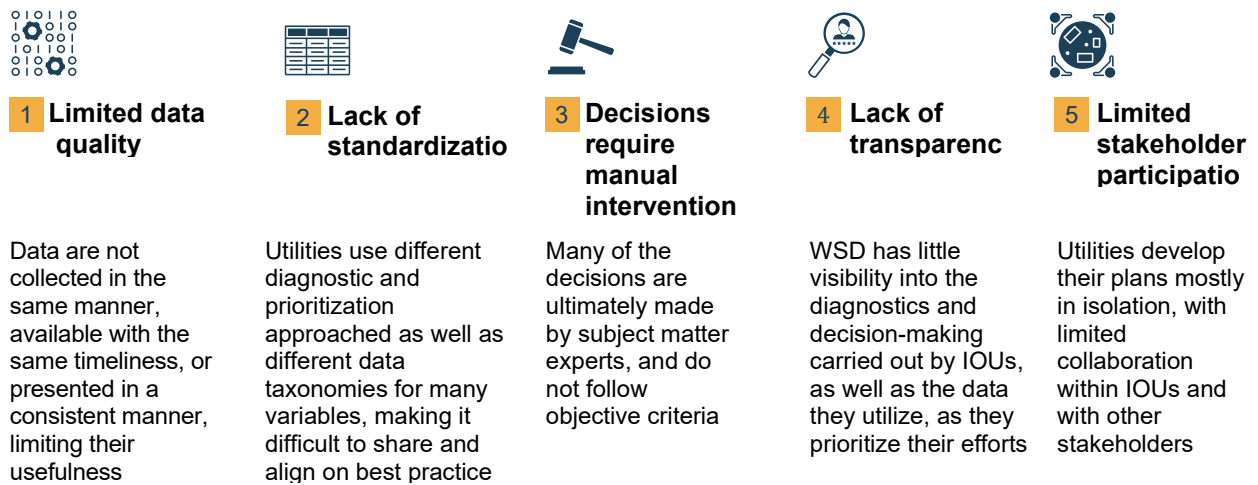 1 Limited data
quality
Data are not
collected in the
same manner,
available with the
same timeliness, or
presented in a
consistent manner,
limiting their
usefulness
2 Lack of
standardizatio
Utilities use different
diagnostic and
prioritization
approached as well as
different data
taxonomies for many
variables, making it
difficult to share and
align on best practice
3 Decisions
require
manual
intervention
Many of the
decisions are
ultimately made
by subject matter
experts, and do
not follow
objective criteria
4 Lack of
transparenc
WSD has little
visibility into the
diagnostics and
decision-making
carried out by IOUs,
as well as the data
they utilize, as they
prioritize their efforts
5 Limited
stakeholder
participatio
Utilities develop
their plans mostly
in isolation, with
limited
collaboration
within IOUs and
with other
stakeholders